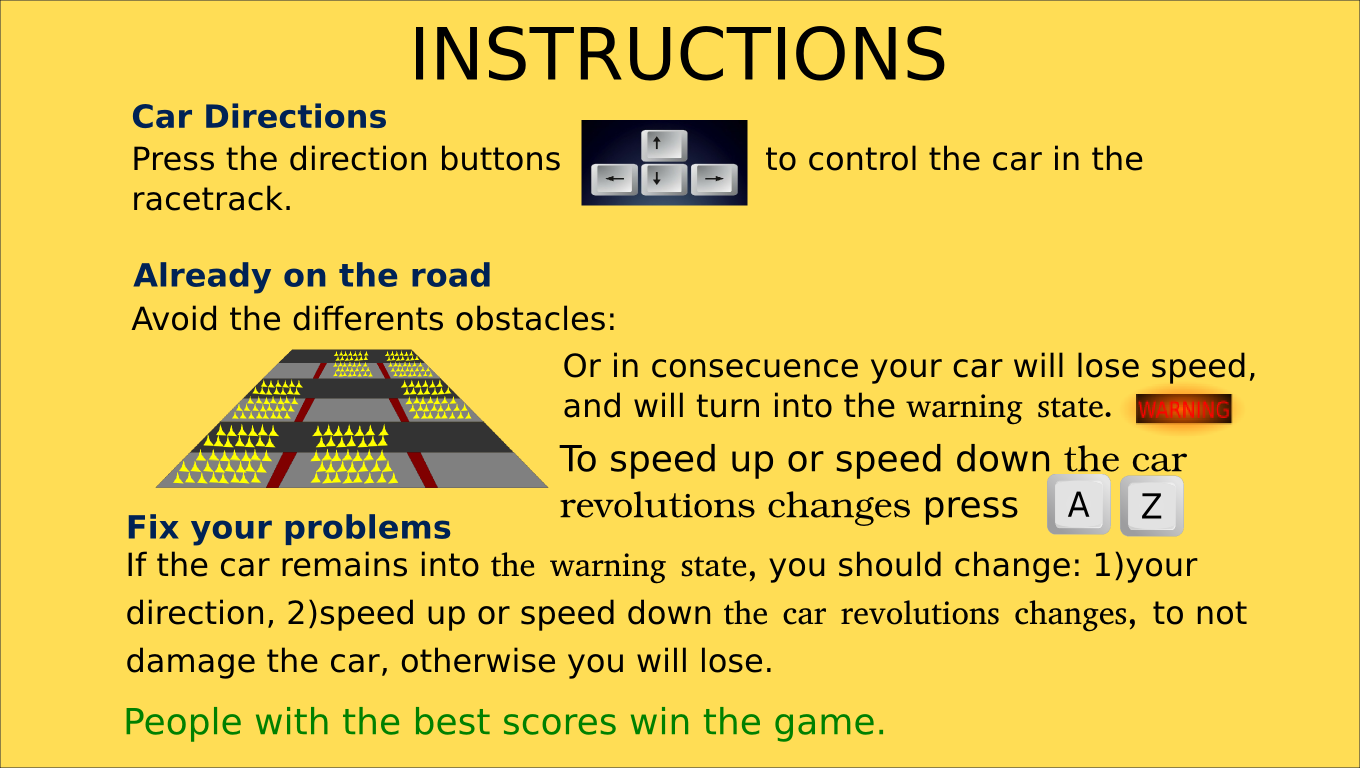 INSTRUCTIONS
Car Directions
Press the direction buttons to control the car in the
racetrack.
Already on the road
Avoid the differents obstacles:
Or in consecuence your car will lose speed,
and will turn into the warning state. WARNING
To speed up or speed down the car
revolutions changes press A Z
Fix your problems
If the car remains into the warning state, you should change: 1)your
direction, 2)speed up or speed down the car revolutions changes, to not
damage the car, otherwise you will lose.
People with the best scores win the game.